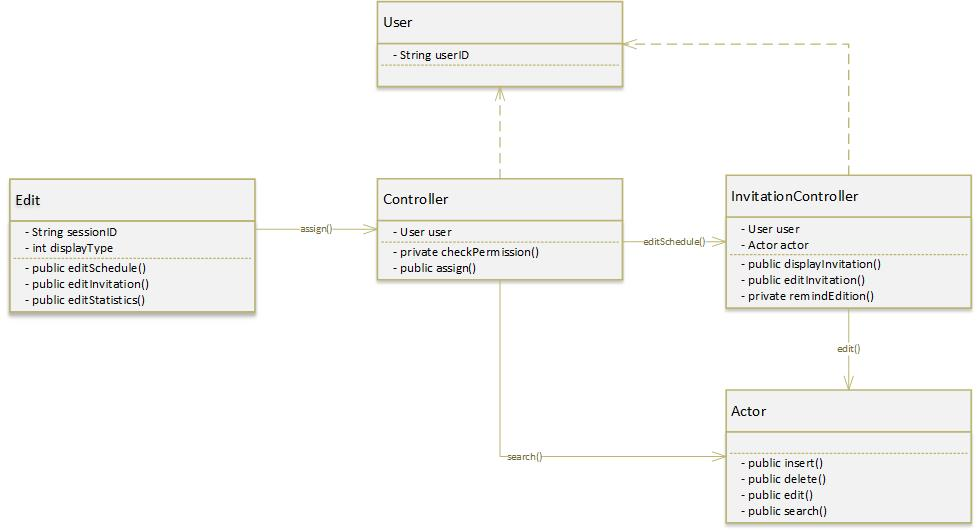 User
- String userID
Edit
- String sessionID
- int displayType
- public editSchedule()
- public editInvitation()
- public editStatistics()
assign()
Controller
- User user
- private checkPermission()
- public assign()
editSchedule()
InvitationController
- User user
- Actor actor
- public displayInvitation()
- public editInvitation()
- private remindEdition()
edit()
search()
Actor
- public insert()
- public delete()
- public edit()
- public search()